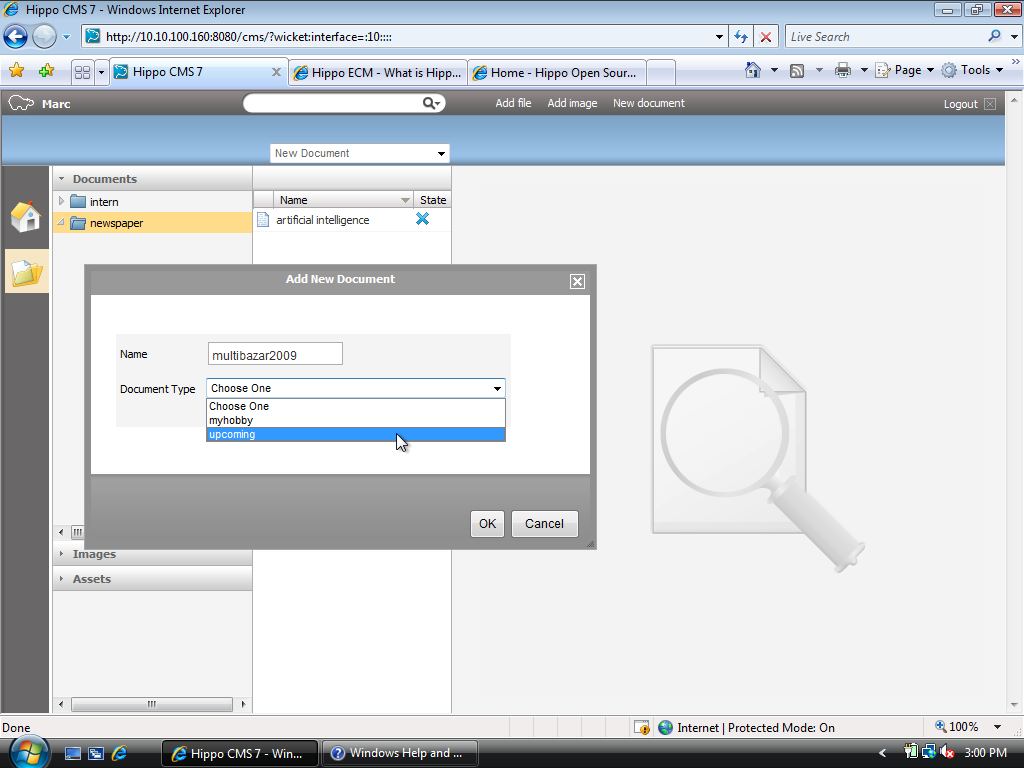 Hippo CMS 7 - Windows Internet Explorer
http://10.10.100.160:8080/cms/?wicket:interface=:10::::
Live Search
Hippo CMS 7
Hippo ECM - What is Hipp...
Home - Hippo Open Sour...
Page
Tools
Marc
Add file
Add image
New document
Logout
New Document
Documents
intern
newspaper
Name
State
artificial intelligence
Add New Document
Name
multibazar2009
Document Type
Choose One
Choose One
myhobby
upcoming
OK
Cancel
Images
Assets
Done
Internet | Protected Mode: On
100%
Hippo CMS 7 - Win...
Windows Help and ...
3:00 PM